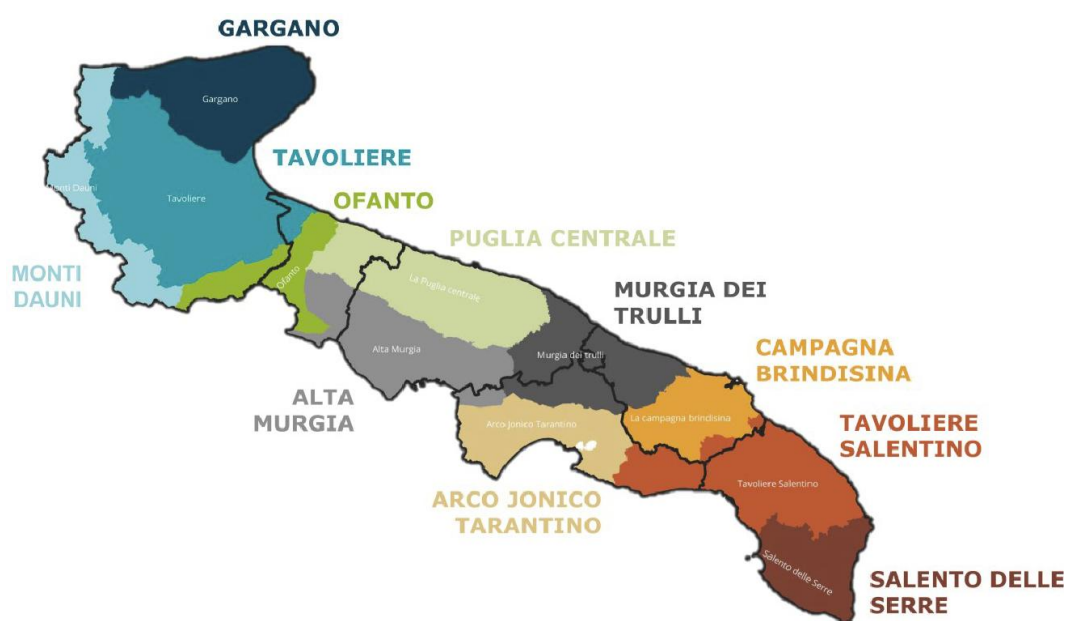 GARGANO
Gargano
TAVOLIERE
Monti Dauni
Tavoliere
OFANTO
PUGLIA CENTRALE
MONTI
DAUNI
Ofanto
La Puglia centrale
MURGIA DEI
TRULLI
Alta Murgia
Murgia dei trulli
CAMPAGNA
BRINDISINA
ALTA
MURGIA
Arco Jonico Tarantino
La campagna brindisina
TAVOLIERE
SALENTINO
Tavoliere Salentino
ARCO JONICO
TARANTINO
Salento delle Serre
SALENTO DELLE
SERRE